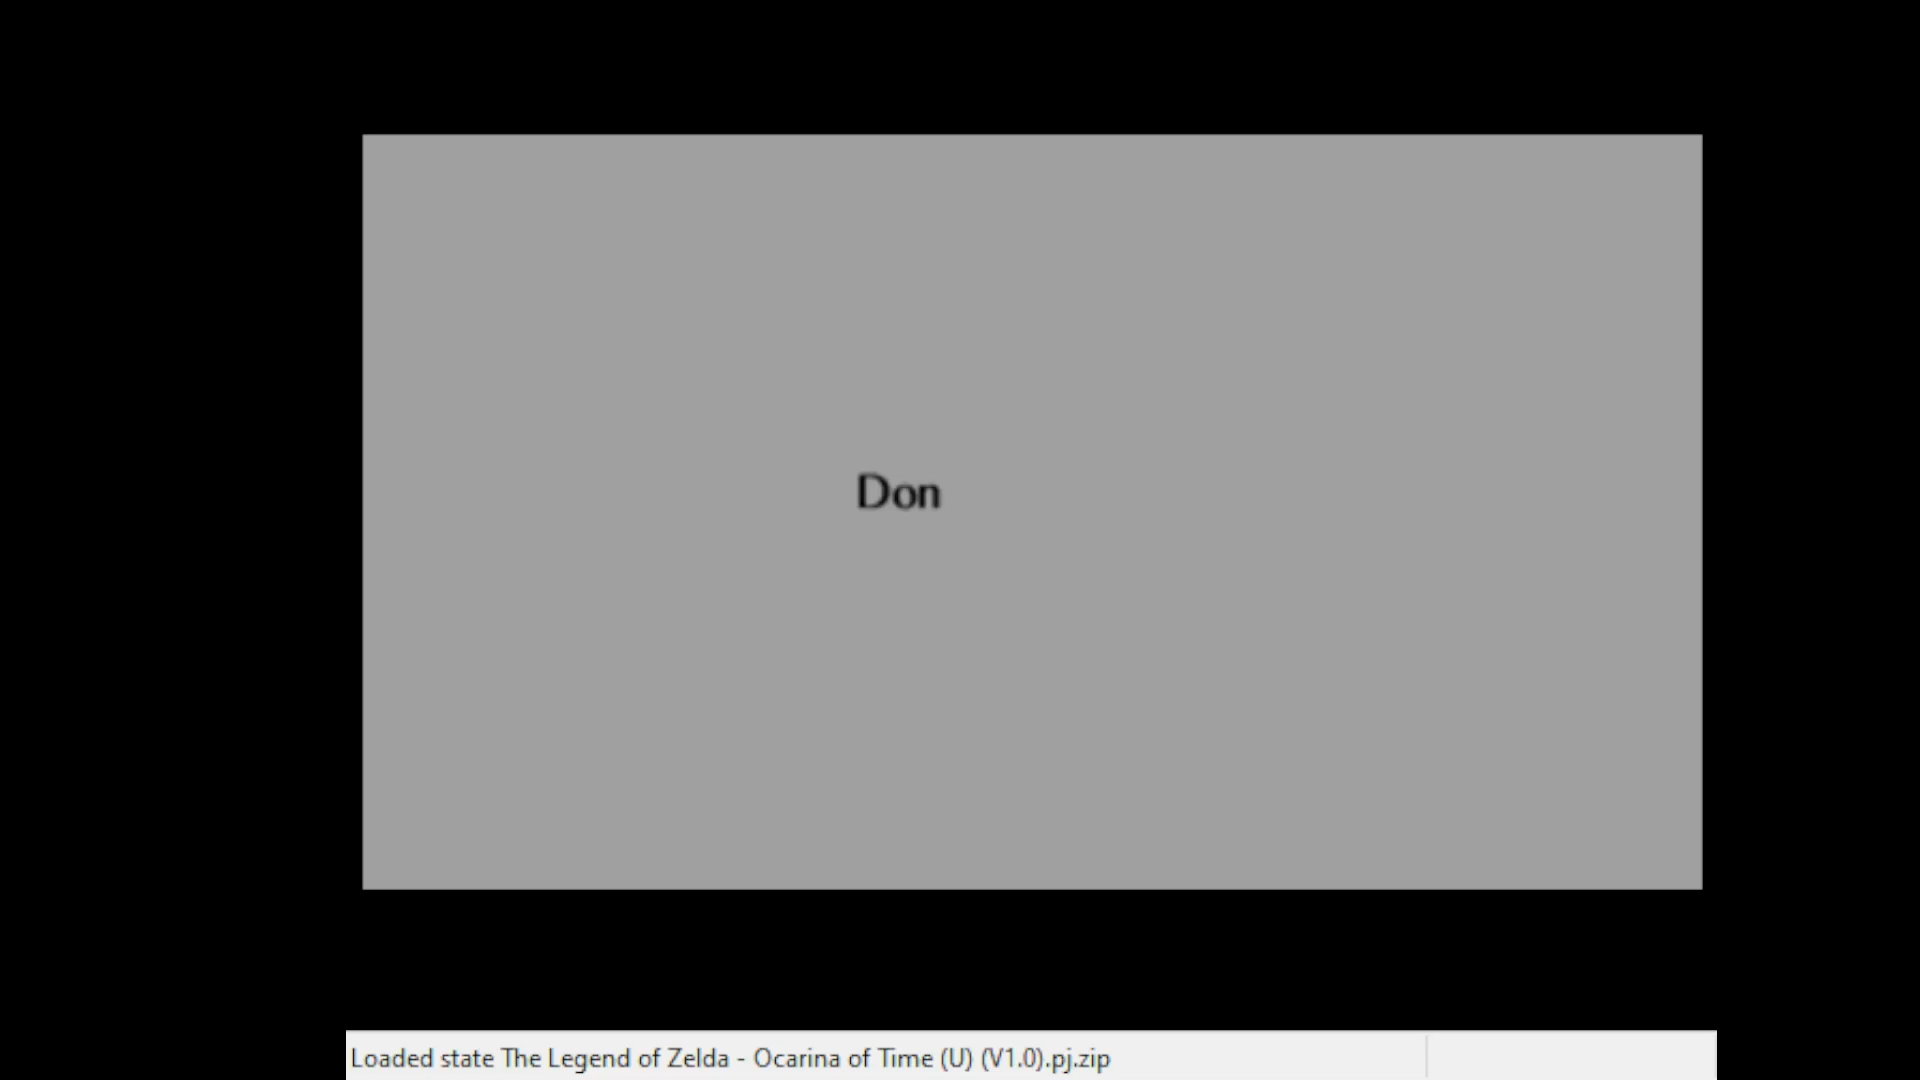 Don
Loaded state The Legend of Zelda - Ocarina of Time (U) (V1.0).pj.zip